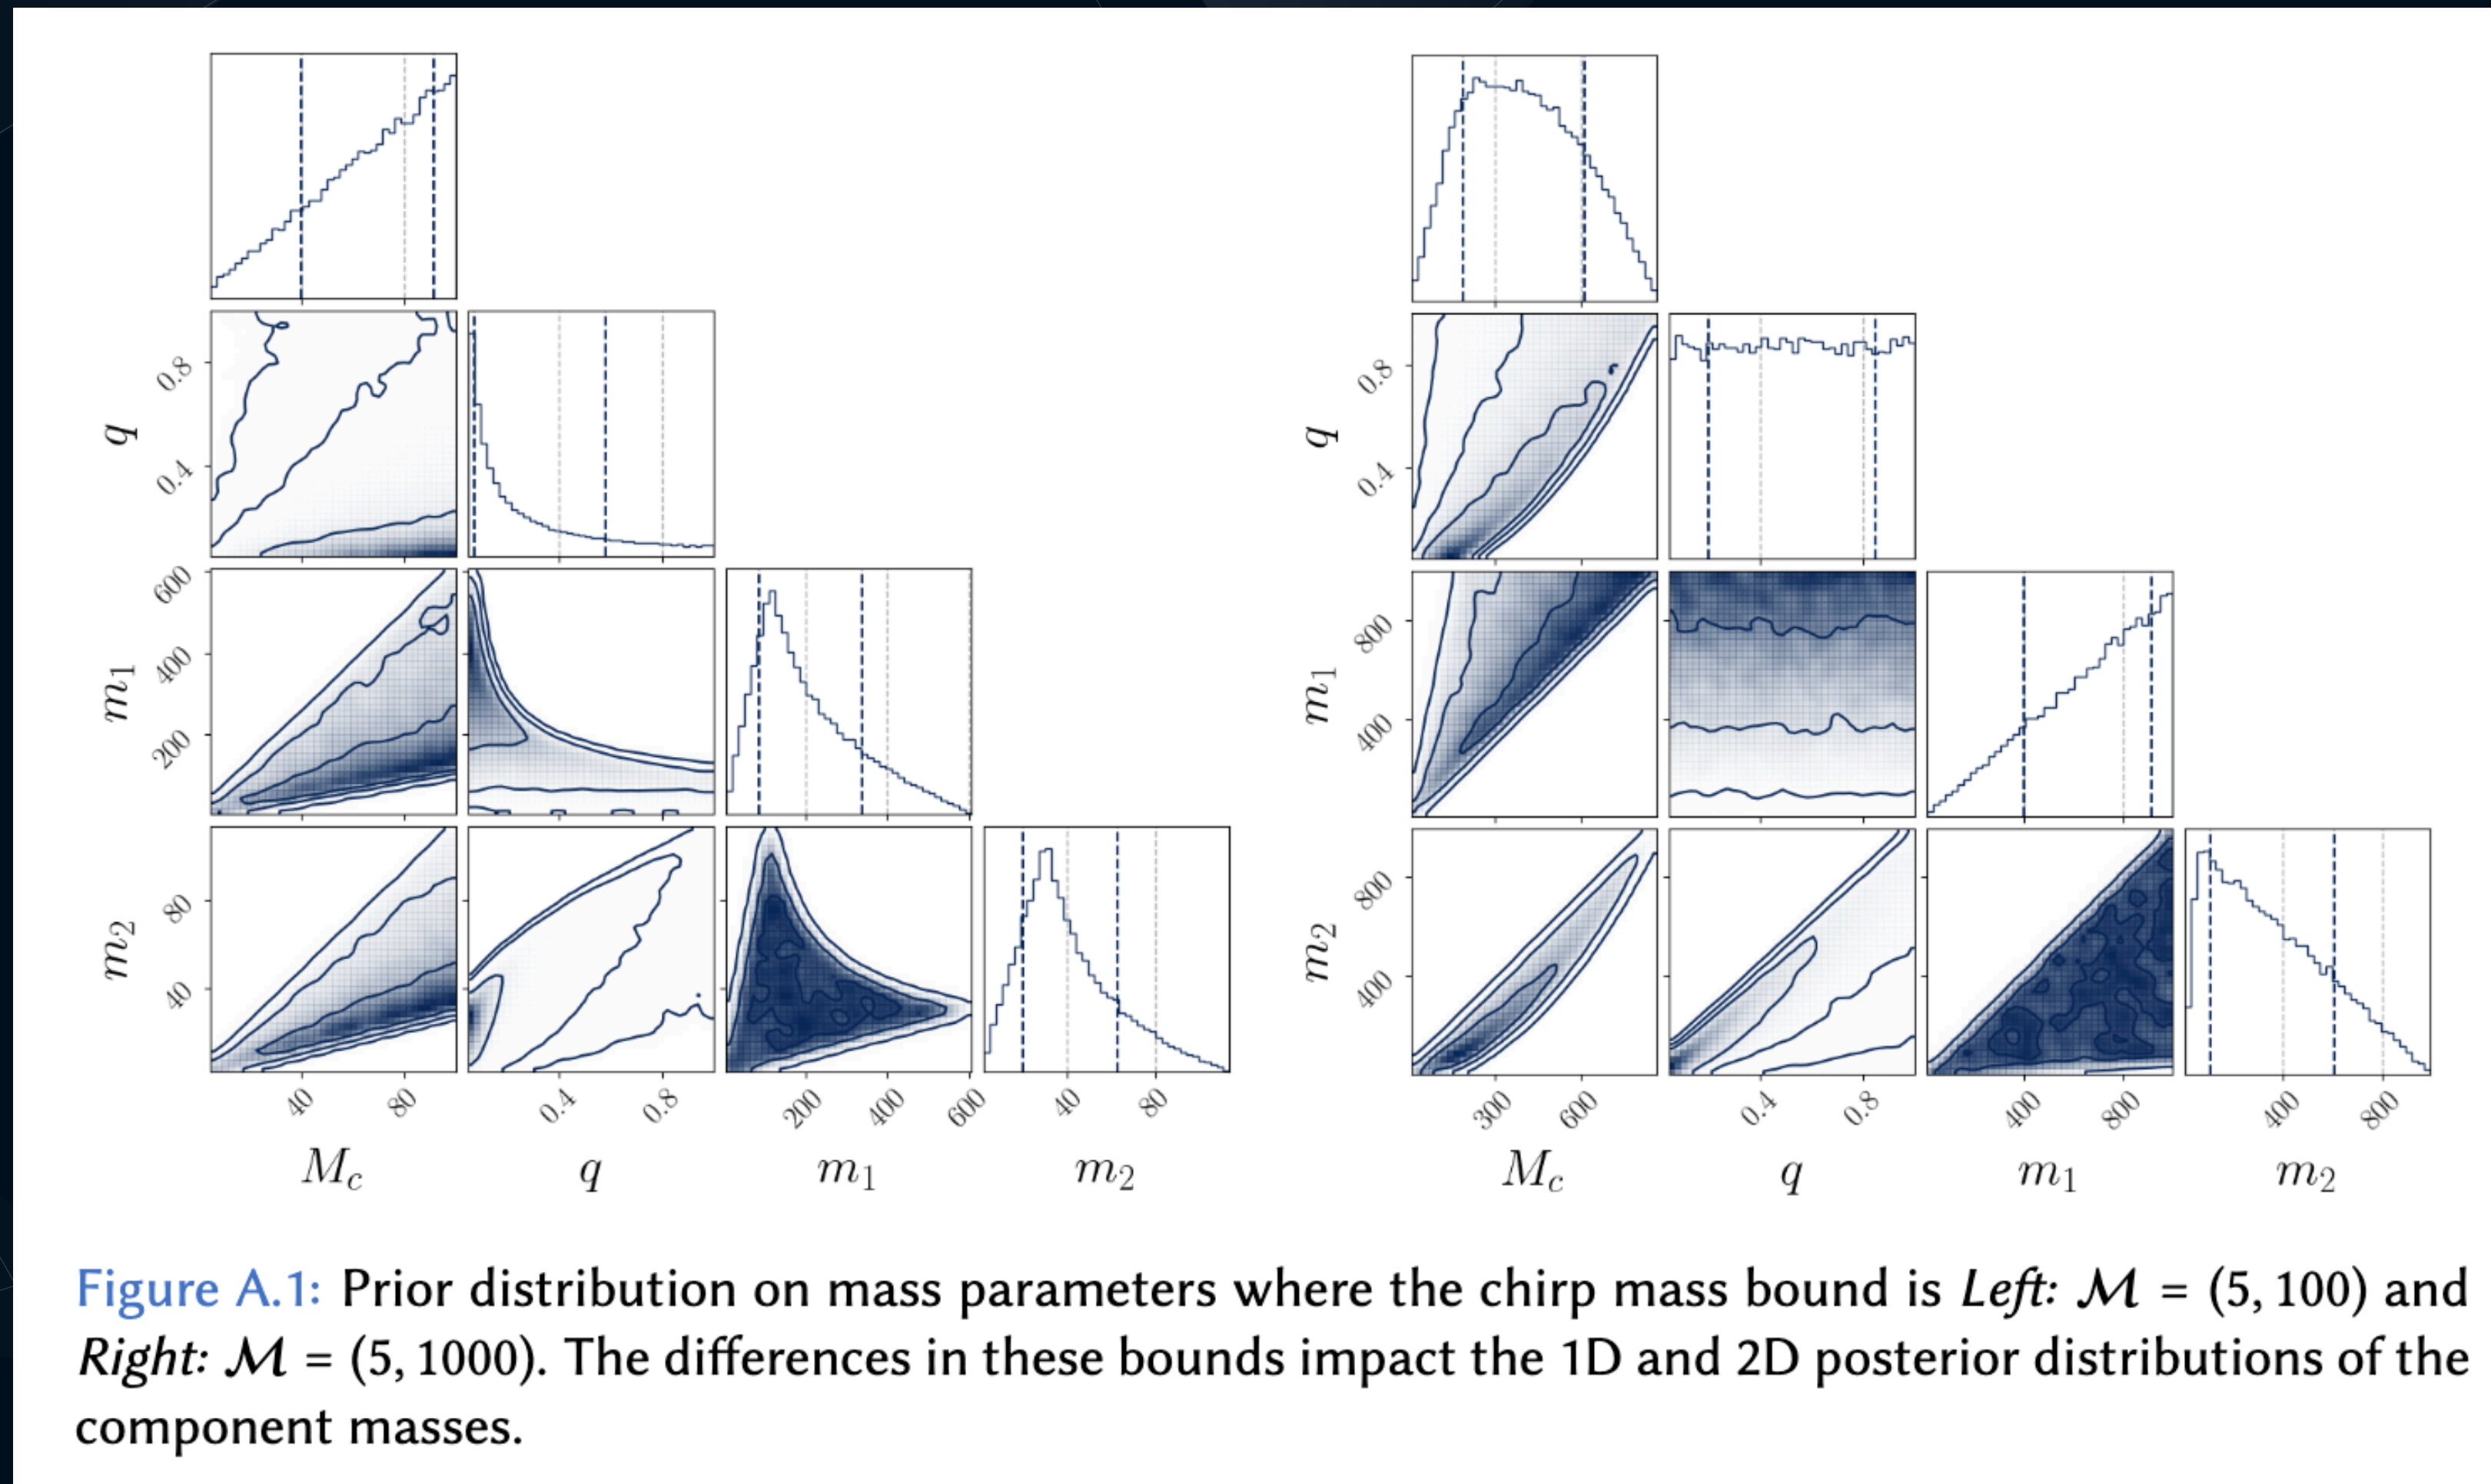 q
0.8
0.4
m1
600
400
200
m2
80
40
40 80
0.4 0.8
200 400 600
40 80
Mc q m1 m2
q
0.8
0.4
m1
800
400
m2
800
400
300 600
0.4 0.8
400 800
400 800
Mc q m1 m2
Figure A.1: Prior distribution on mass parameters where the chirp mass bound is Left: ℳ = (5, 100) and
Right: ℳ = (5, 1000). The differences in these bounds impact the 1D and 2D posterior distributions of the
component masses.